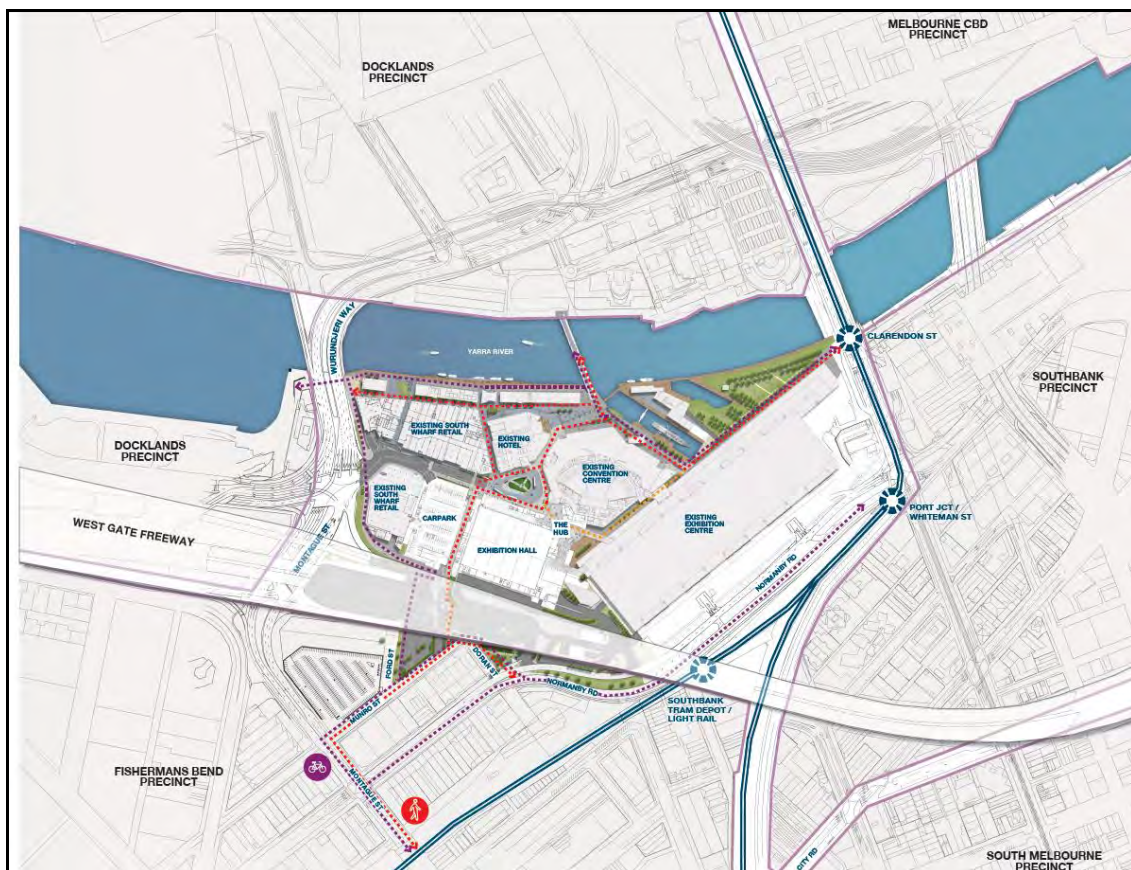 MELBOURNE CBD
PRECINCT
DOCKLANDS
PRECINCT
WURUNDJERI WAY
YARRA RIVER
CLARENDON ST
SOUTHBANK
PRECINCT
EXISTING SOUTH
WHARF RETAIL
EXISTING
HOTEL
DOCKLANDS
PRECINCT
EXISTING
CONVENTION
CENTRE
EXISTING
SOUTH
WHARF
RETAIL
CARPARK
THE
HUB
EXISTING
EXHIBITION
CENTRE
PORT JCT /
WHITEMAN ST
WEST GATE FREEWAY
MONTAGUE ST
EXHIBITION HALL
NORMANBY RD
FORD ST
DORAN ST
NORMANBY RD
SOUTHBANK
TRAM DEPOT /
LIGHT RAIL
MUNRO ST
FISHERMANS BEND
PRECINCT
MONTAGUE ST
CITY RD
SOUTH MELBOURNE
PRECINCT